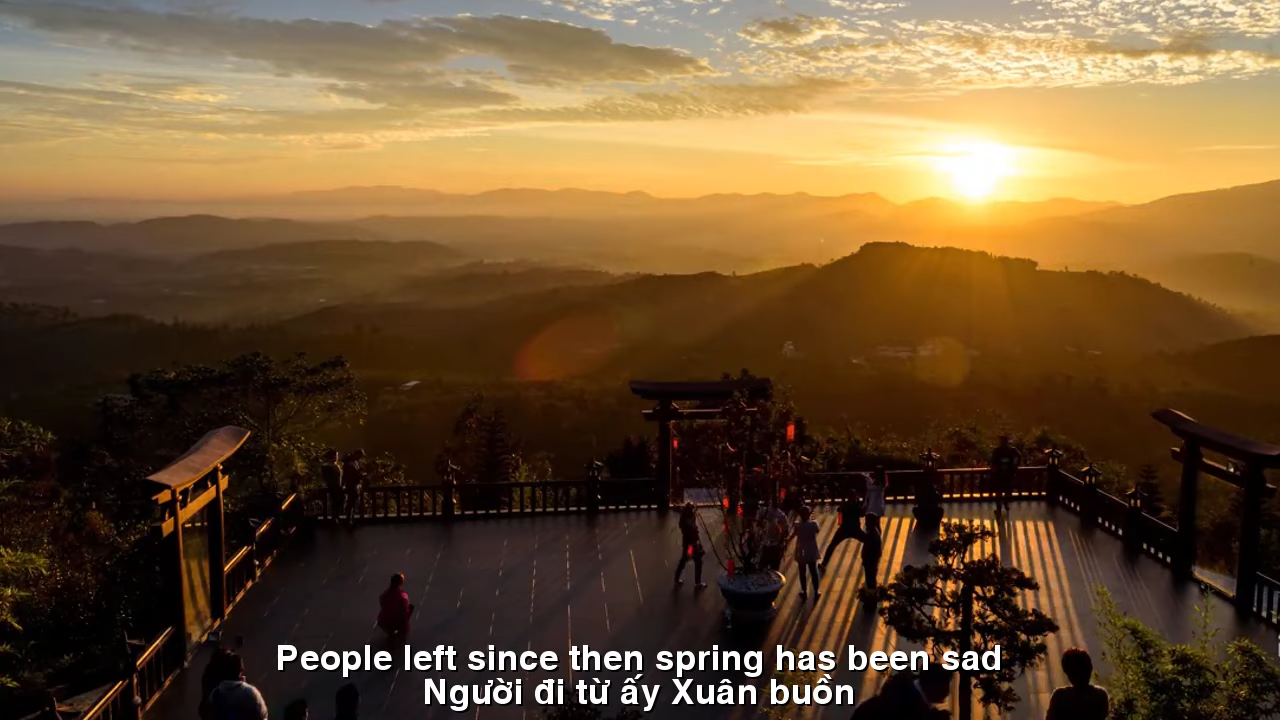 People left since then spring has been sad
Người đi từ ấy Xuân buồn